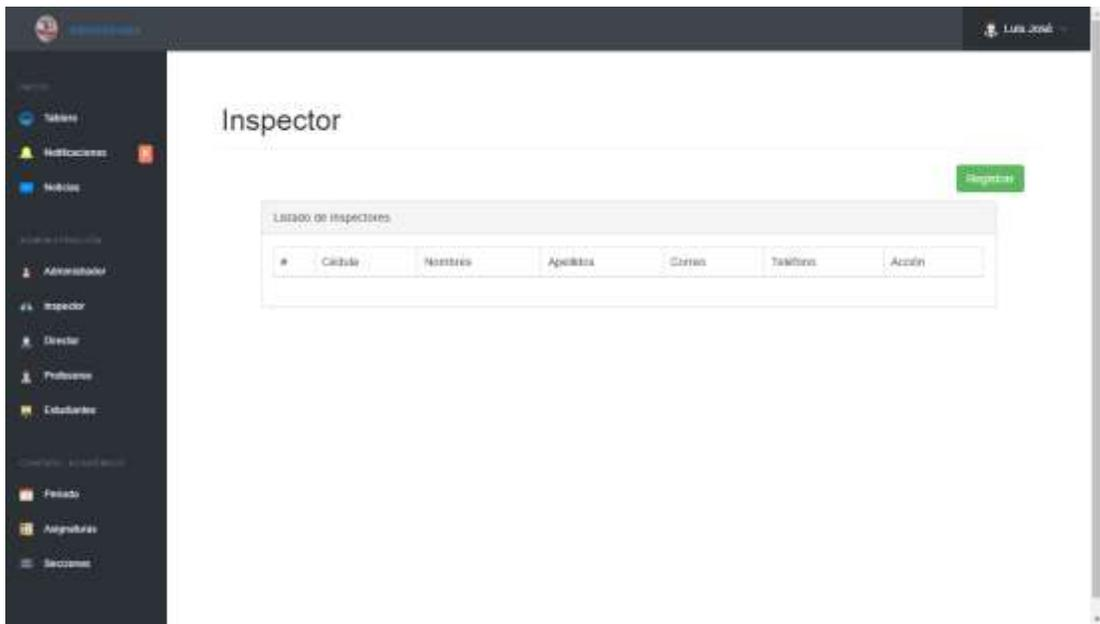 Luis José
Tablero
Notificaciones
Noticias
Inspector
Registrar
Listado de inspectores
# Cédula Nombres Apellidos Correo Teléfono Acción
ADMINISTRACIÓN
Administrador
Inspector
Director
Profesores
Estudiantes
Periodo
Asignaturas
Secciones